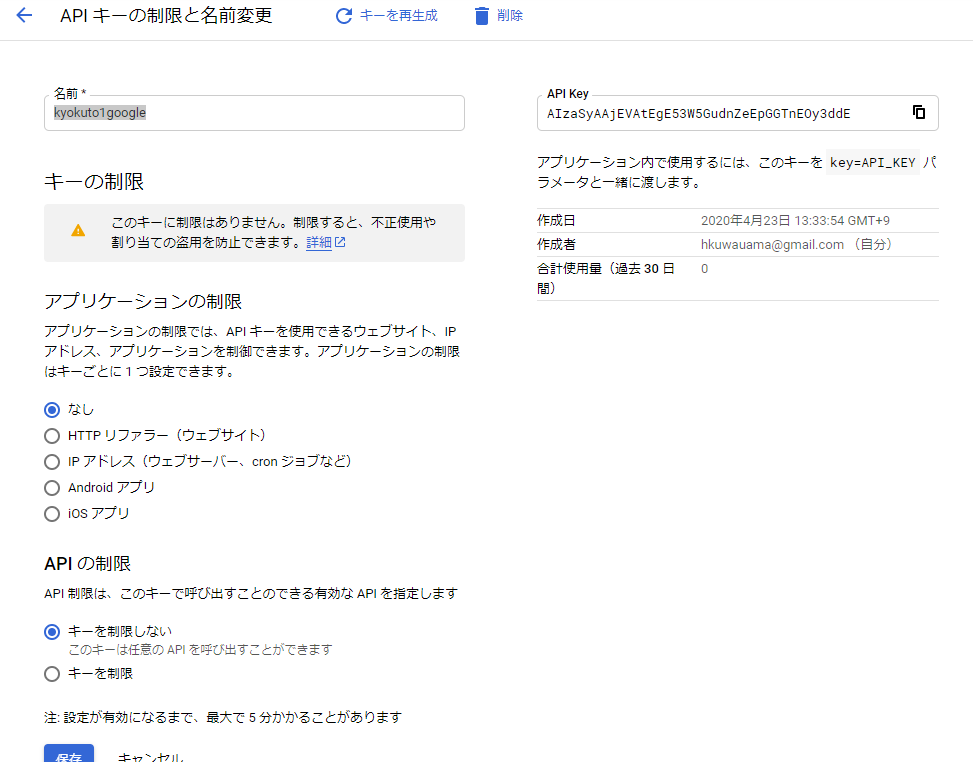 API キーの制限と名前変更
キーを再生成
削除
名前 *
kyokuto1google
キーの制限
このキーに制限はありません。制限すると、不正使用や
割り当ての盗用を防止できます。詳細
アプリケーションの制限
アプリケーションの制限では、API キーを使用できるウェブサイト、IP
アドレス、アプリケーションを制御できます。アプリケーションの制限
はキーごとに 1 つ設定できます。
なし
HTTP リファラー（ウェブサイト）
IP アドレス（ウェブサーバー、cron ジョブなど）
Android アプリ
iOS アプリ
API の制限
API 制限は、このキーで呼び出すことのできる有効な API を指定します
キーを制限しない
このキーは任意の API を呼び出すことができます
キーを制限
注: 設定が有効になるまで、最大で 5 分かかることがあります
保存
キャンセル
API Key
AIzaSyAAjEVAtEgE53W5GudnZeEpGGTnEOy3ddE
アプリケーション内で使用するには、このキーを key=API_KEY パ
ラメータと一緒に渡します。
作成日 2020年4月23日 13:33:54 GMT+9
作成者 hkuwauama@gmail.com （自分）
合計使用量（過去 30 日 0
間）